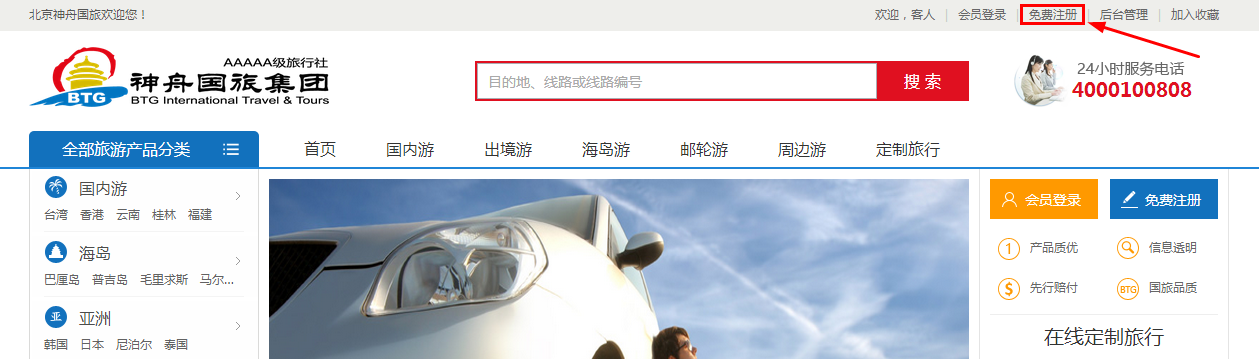 北京神舟国旅欢迎您！
欢迎，客人 | 会员登录 | 免费注册 | 后台管理 | 加入收藏
AAAAA级旅行社
神舟国旅集团
BTG
BTG International Travel & Tours
目的地、线路或线路编号
搜 索
24小时服务电话
4000100808
全部旅游产品分类
首页 国内游 出境游 海岛游 邮轮游 周边游 定制旅行
国内游
台湾 香港 云南 桂林 福建
海岛
巴厘岛 普吉岛 毛里求斯 马尔...
亚 亚洲
韩国 日本 尼泊尔 泰国
会员登录 免费注册
1 产品质优 信息透明
$ 先行赔付 BTG 国旅品质
在线定制旅行